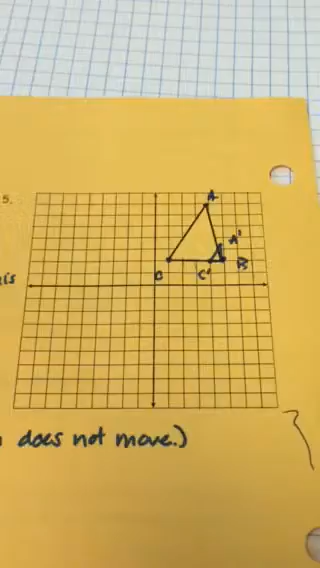 5.
A
A'
B C' B
is
does not move.)